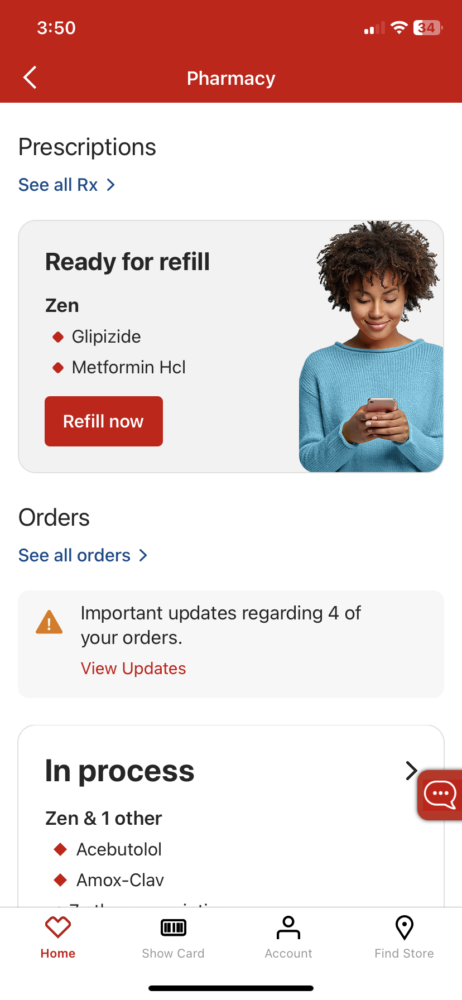 3:50
34
Pharmacy
Prescriptions
See all Rx
Ready for refill
Zen
Glipizide
Metformin Hcl
Refill now
Orders
See all orders
Important updates regarding 4 of
your orders.
View Updates
In process
Zen & 1 other
Acebutolol
Amox-Clav
Home
Show Card
Account
Find Store